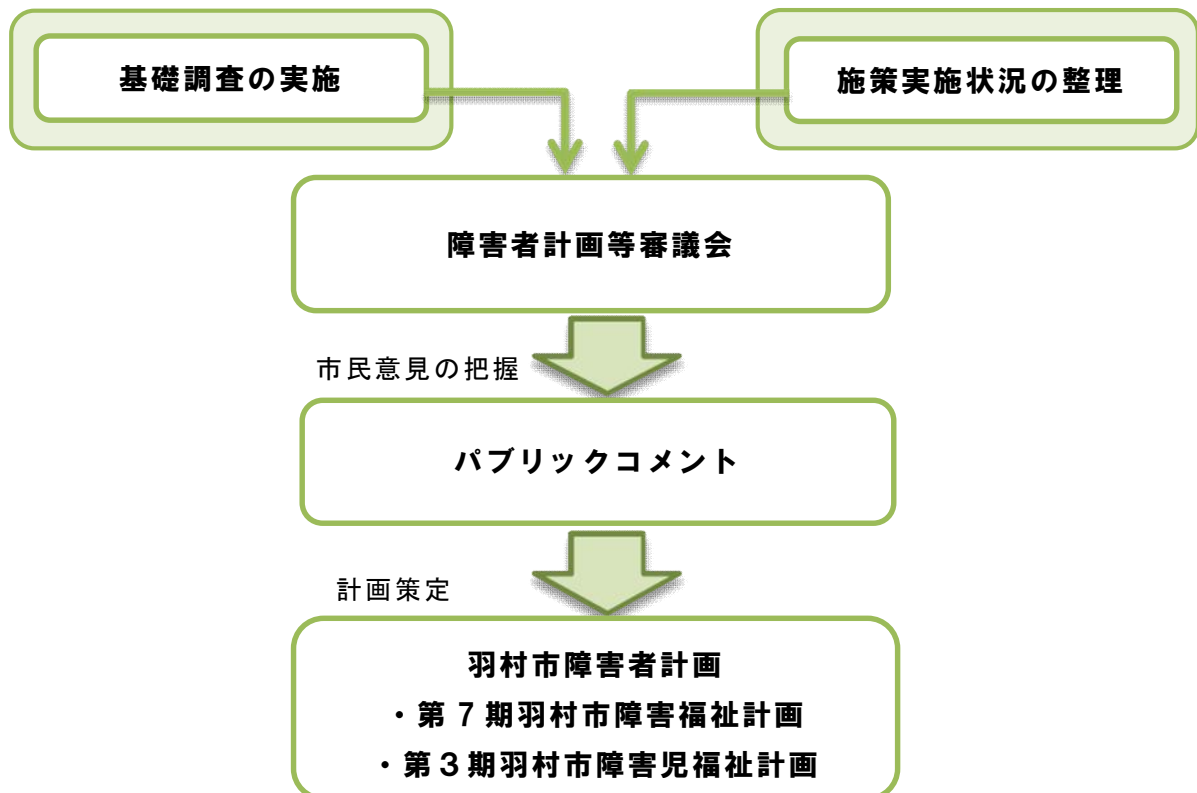 基礎調査の実施
施策実施状況の整理
障害者計画等審議会
市民意見の把握
パブリックコメント
計画策定
羽村市障害者計画
・第７期羽村市障害福祉計画
・第３期羽村市障害児福祉計画